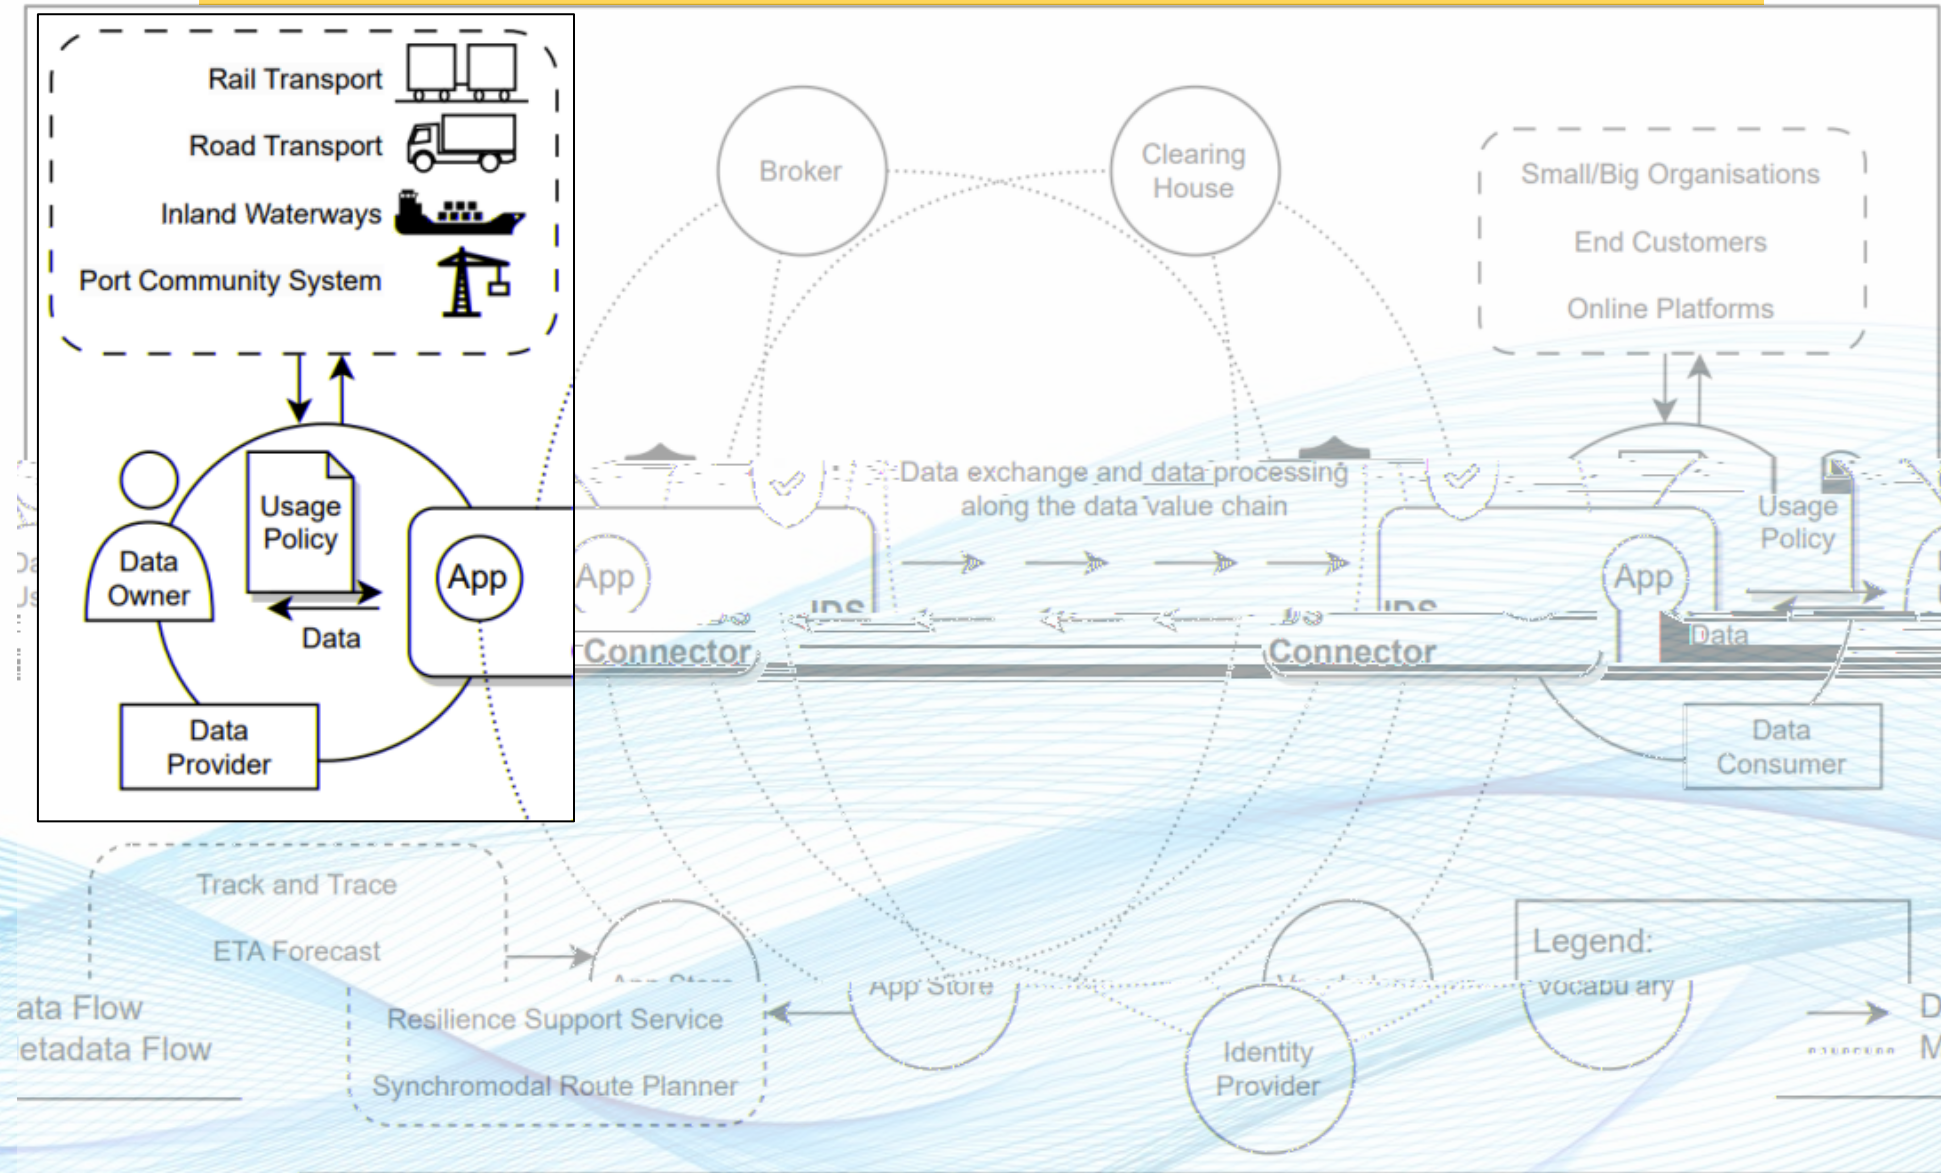 Rail Transport
Road Transport
Inland Waterways
Port Community System
Usage
Policy
Data
Owner
App
Data
Data
Provider
Broker
Clearing
House
Small/Big Organisations
End Customers
Online Platforms
Data exchange and data processing
along the data value chain
App
IDS
Connector
IDS
Connector
App
Usage
Policy
Data
Data
Consumer
Track and Trace
ETA Forecast
App Store
Resilience Support Service
Synchromodal Route Planner
Identity
Provider
Vocabulary
Legend:
ata Flow
etadata Flow